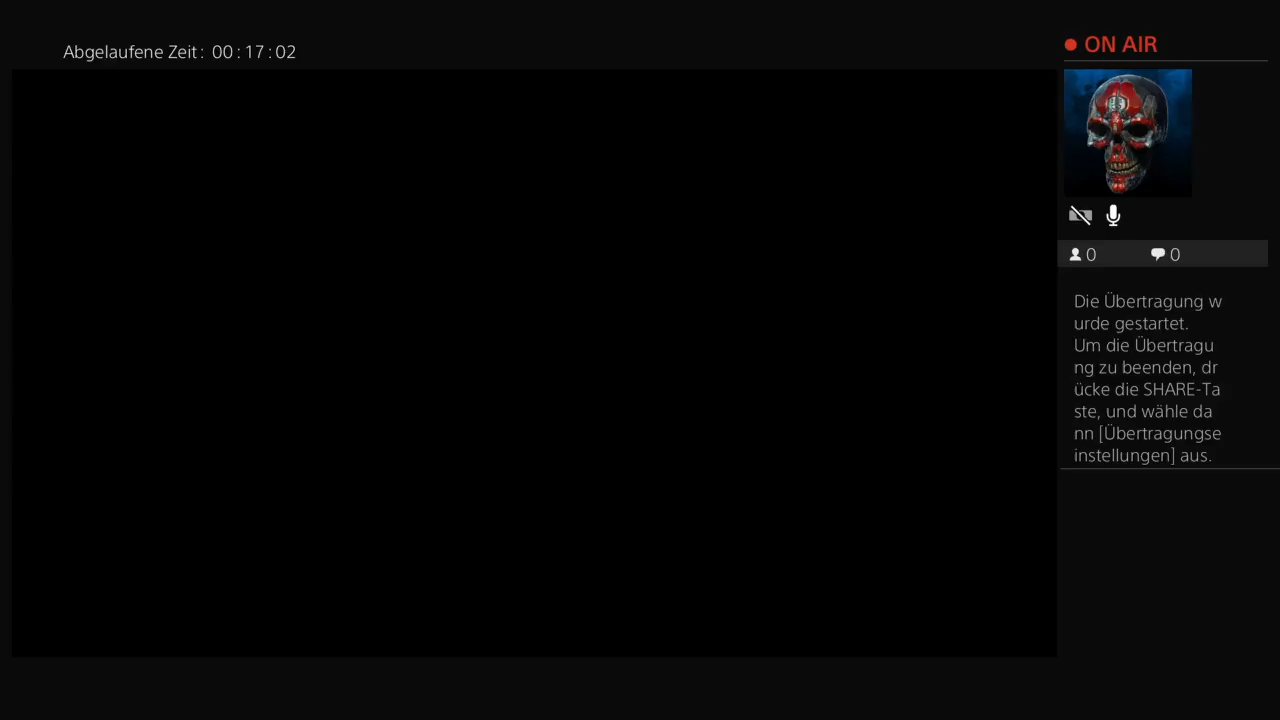 Abgelaufene Zeit: 00:17:02
ON AIR
0 0
Die Übertragung w
urde gestartet.
Um die Übertragu
ng zu beenden, dr
ücke die SHARE-Ta
ste, und wähle da
nn [Übertragungse
instellungen] aus.